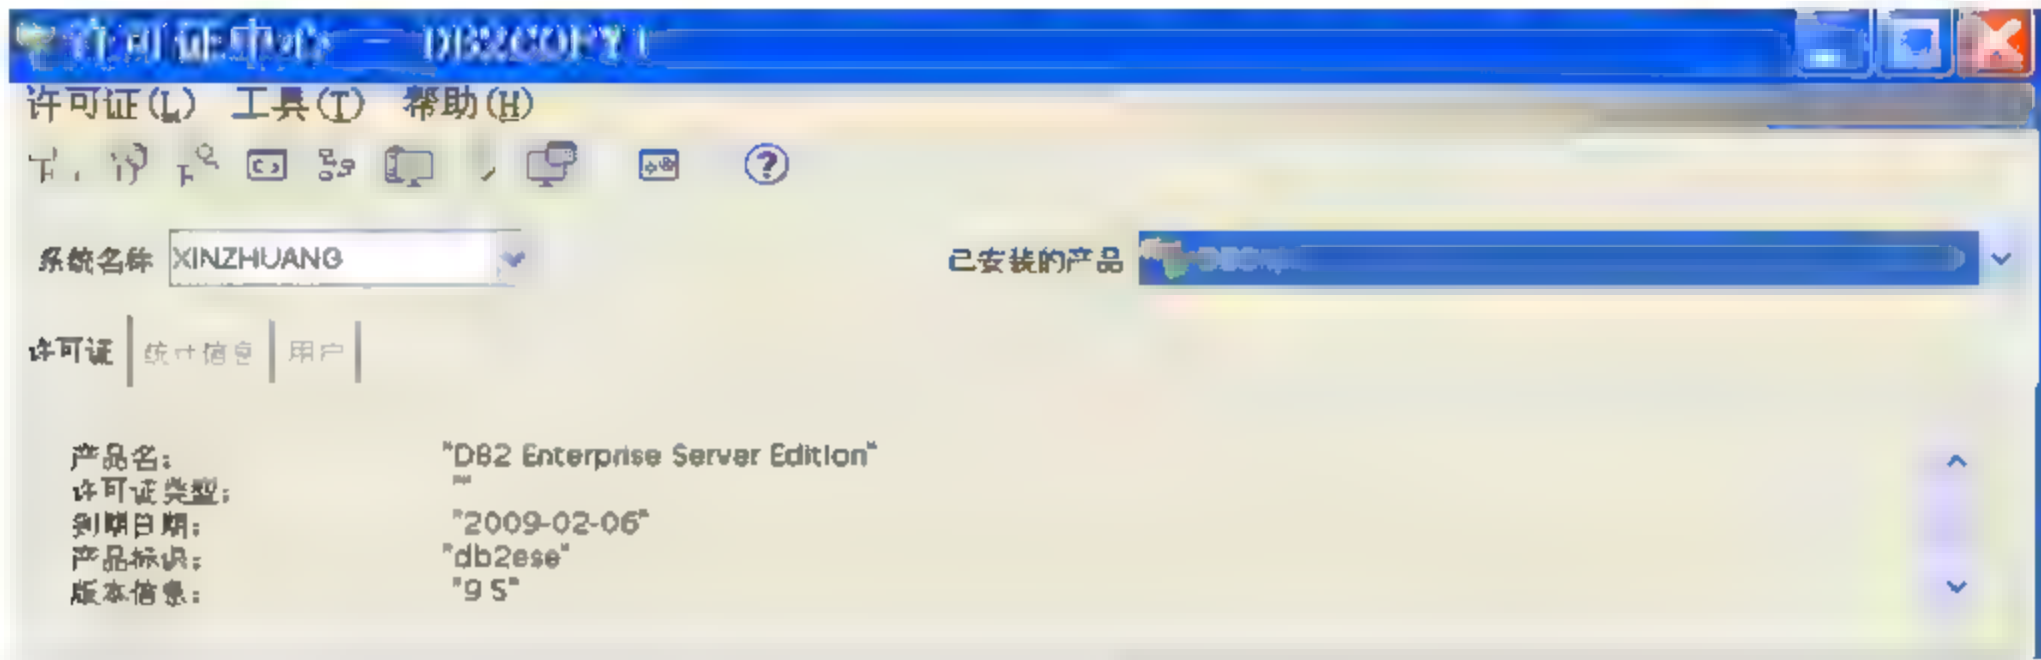 许可证中心 - DB2COPY1
许可证(L) 工具(T) 帮助(H)
系统名称 XINZHUANG 已安装的产品
许可证 统计信息 用户
产品名: "DB2 Enterprise Server Edition"
许可证类型: ""
到期日期: "2009-02-06"
产品标识: "db2ese"
版本信息: "9.5"